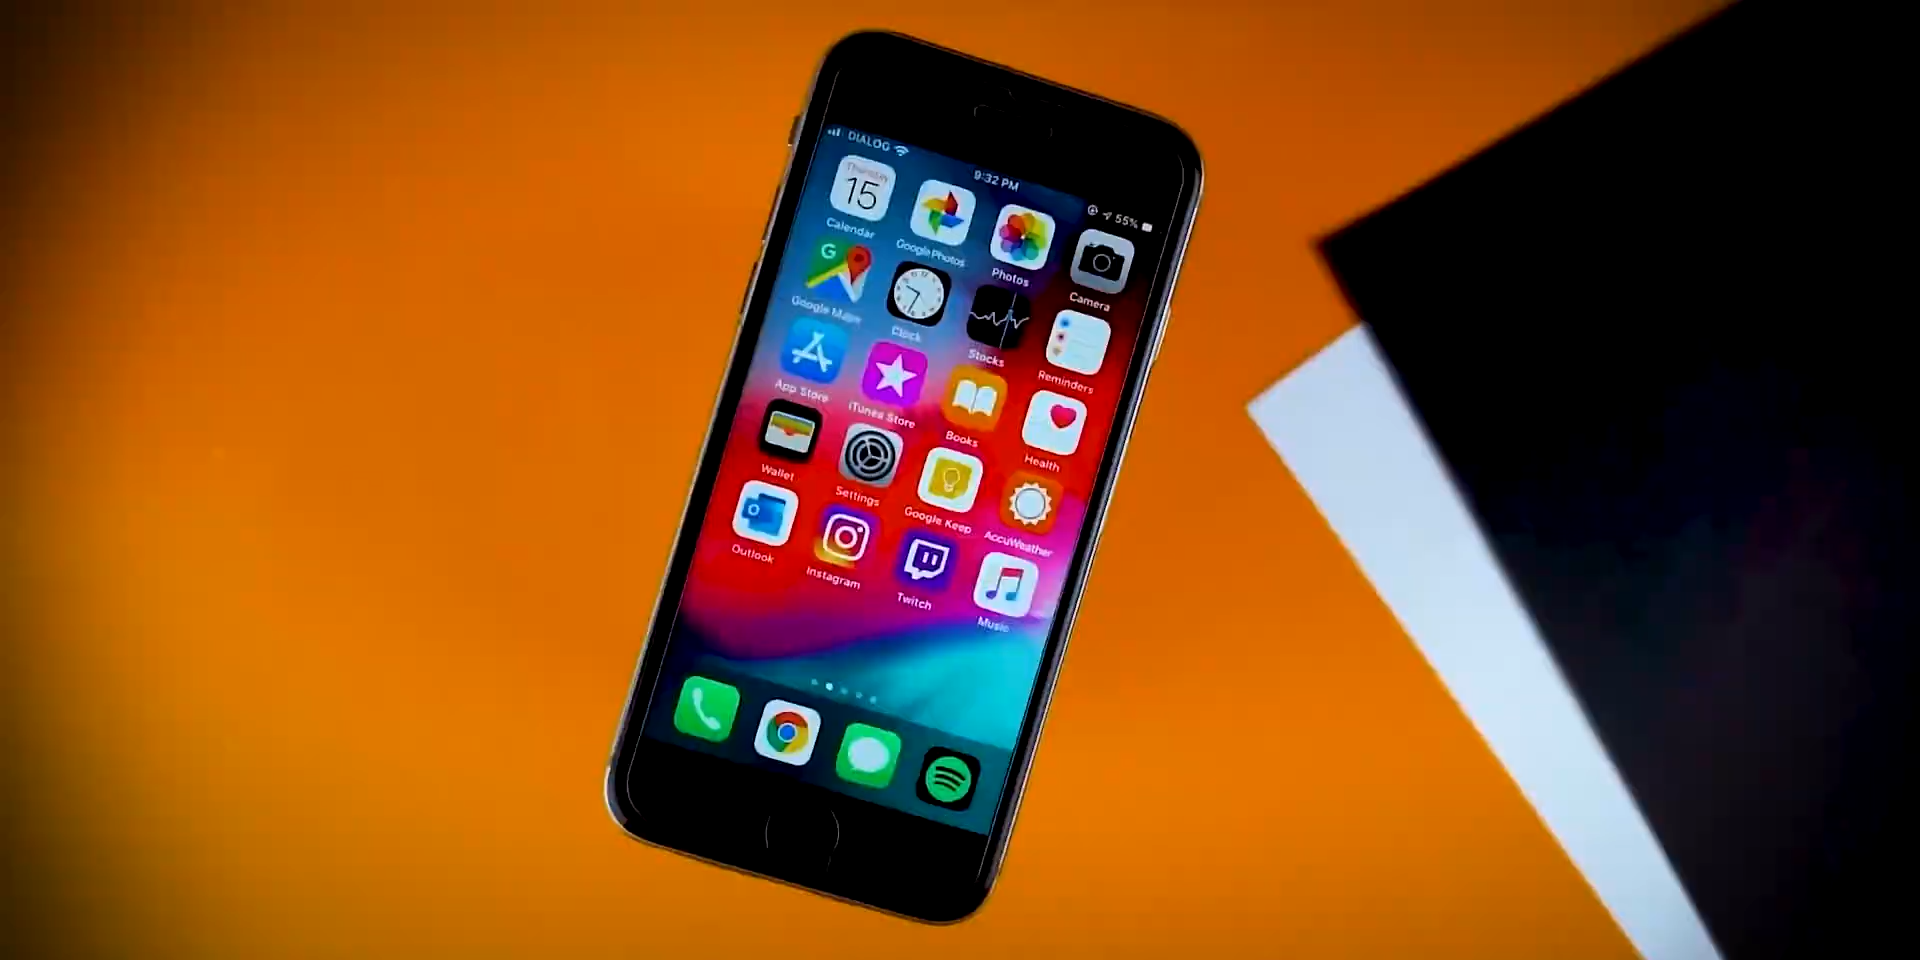 DIALOG
9:32 PM
55%
Thursday
15
Calendar
Google Photos
Photos
Camera
G
Google Maps
Clock
Stocks
Reminders
App Store
iTunes Store
Books
Health
Wallet
Settings
Google Keep
AccuWeather
Outlook
Instagram
Twitch
Music